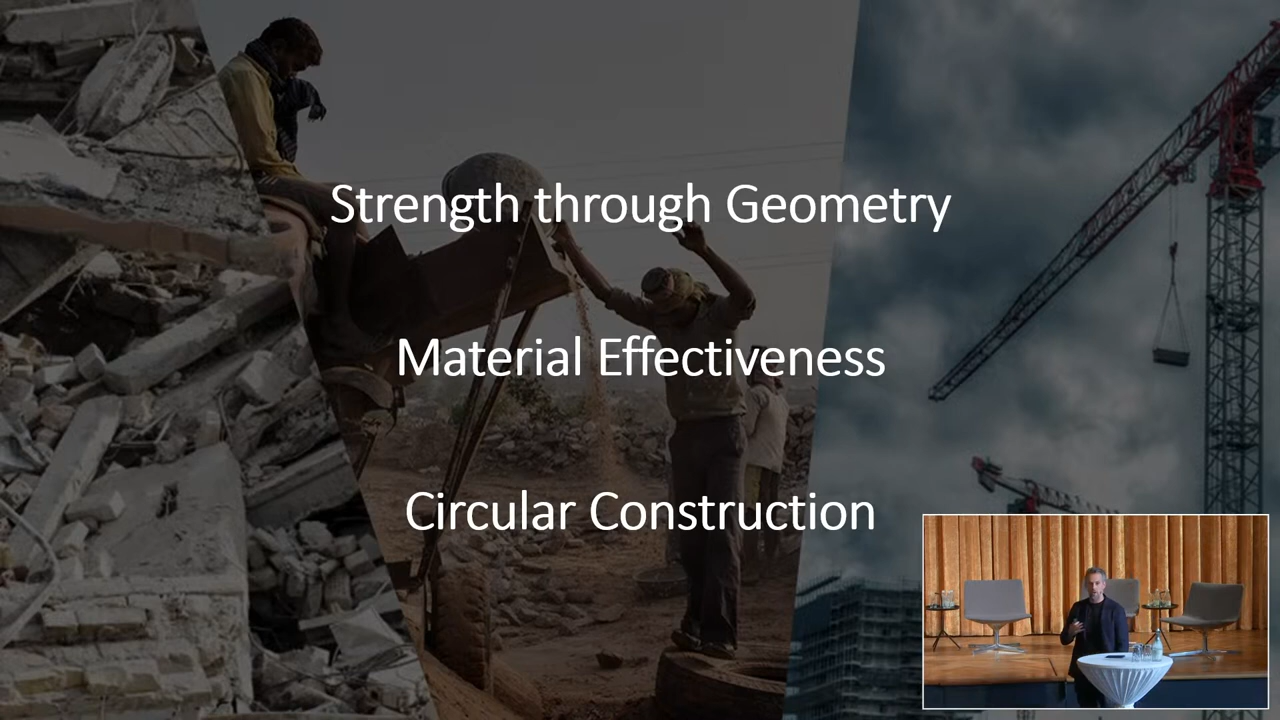 Strength through Geometry
Material Effectiveness
Circular Construction